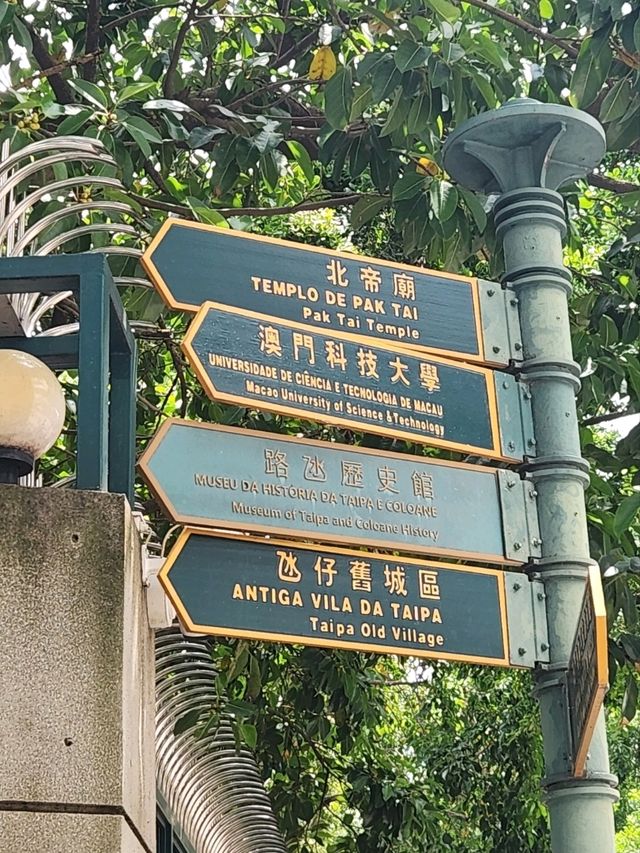 北帝廟
TEMPLO DE PAK TAI
Pak Tai Temple
澳門科技大學
UNIVERSIDADE DE CIÊNCIA E TECNOLOGIA DE MACAU
Macao University of Science & Technology
路氹歷史館
MUSEU DA HISTÓRIA DA TAIPA E COLOANE
Museum of Taipa and Coloane History
氹仔舊城區
ANTIGA VILA DA TAIPA
Taipa Old Village